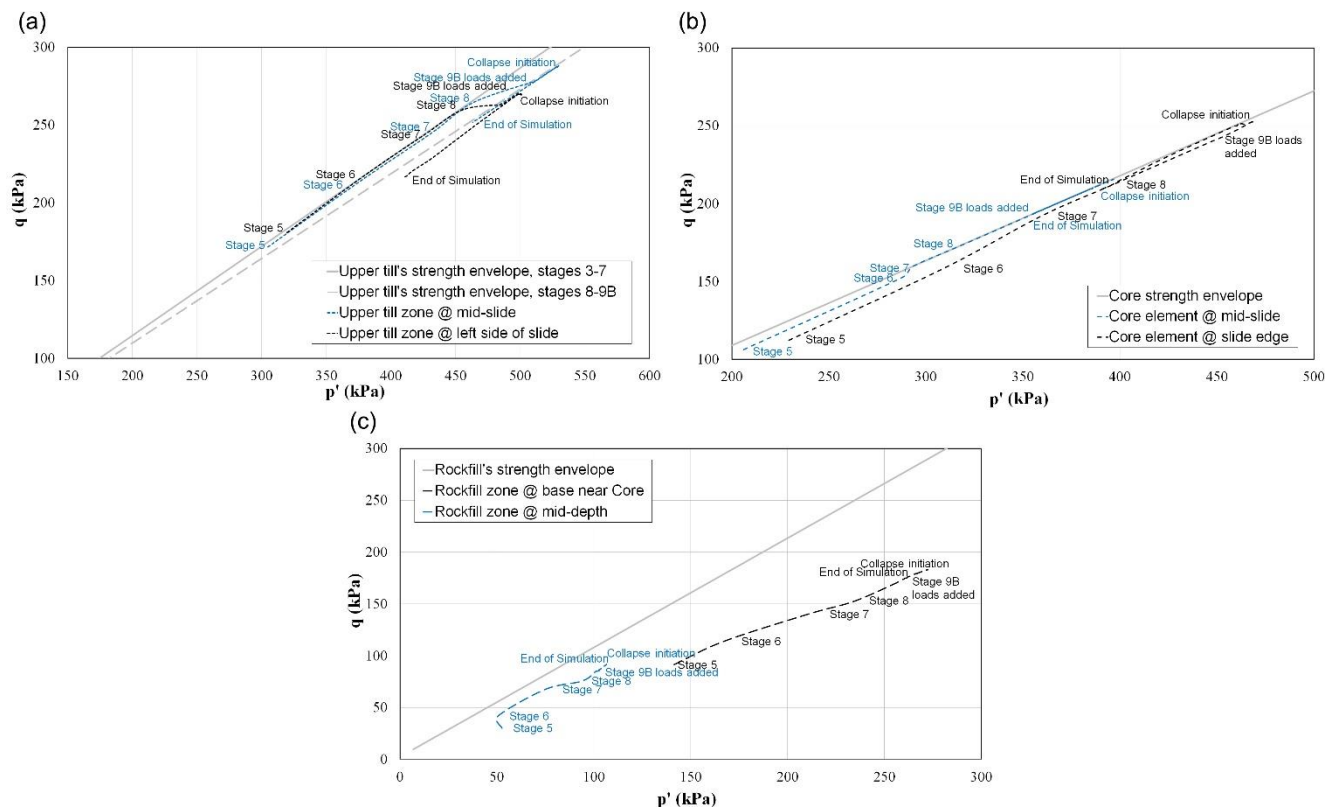 (a)
300
250
200
150
100
q (kPa)
150
200
250
300
350
400
450
500
550
600
p' (kPa)
Collapse initiation
Stage 9B loads added
Stage 9B loads added
Stage 8
Stage 8
Collapse initiation
Stage 7
Stage 7
End of Simulation
Stage 6
Stage 6
End of Simulation
Stage 5
Stage 5
Upper till's strength envelope, stages 3-7
Upper till's strength envelope, stages 8-9B
Upper till zone @ mid-slide
Upper till zone @ left side of slide
(b)
300
250
200
150
100
q (kPa)
200
250
300
350
400
450
500
p' (kPa)
Collapse initiation
Stage 9B loads
added
End of Simulation
Stage 8
Collapse initiation
Stage 9B loads added
Stage 7
End of Simulation
Stage 8
Stage 7
Stage 6
Stage 6
Stage 5
Stage 5
Core strength envelope
Core element @ mid-slide
Core element @ slide edge
(c)
300
250
200
150
100
50
0
q (kPa)
0
50
100
150
200
250
300
p' (kPa)
Rockfill's strength envelope
Rockfill zone @ base near Core
Rockfill zone @ mid-depth
Collapse initiation
End of Simulation
Stage 9B
loads added
Stage 8
Stage 7
Stage 6
Stage 5
Collapse initiation
End of Simulation
Stage 9B loads added
Stage 8
Stage 7
Stage 6
Stage 5